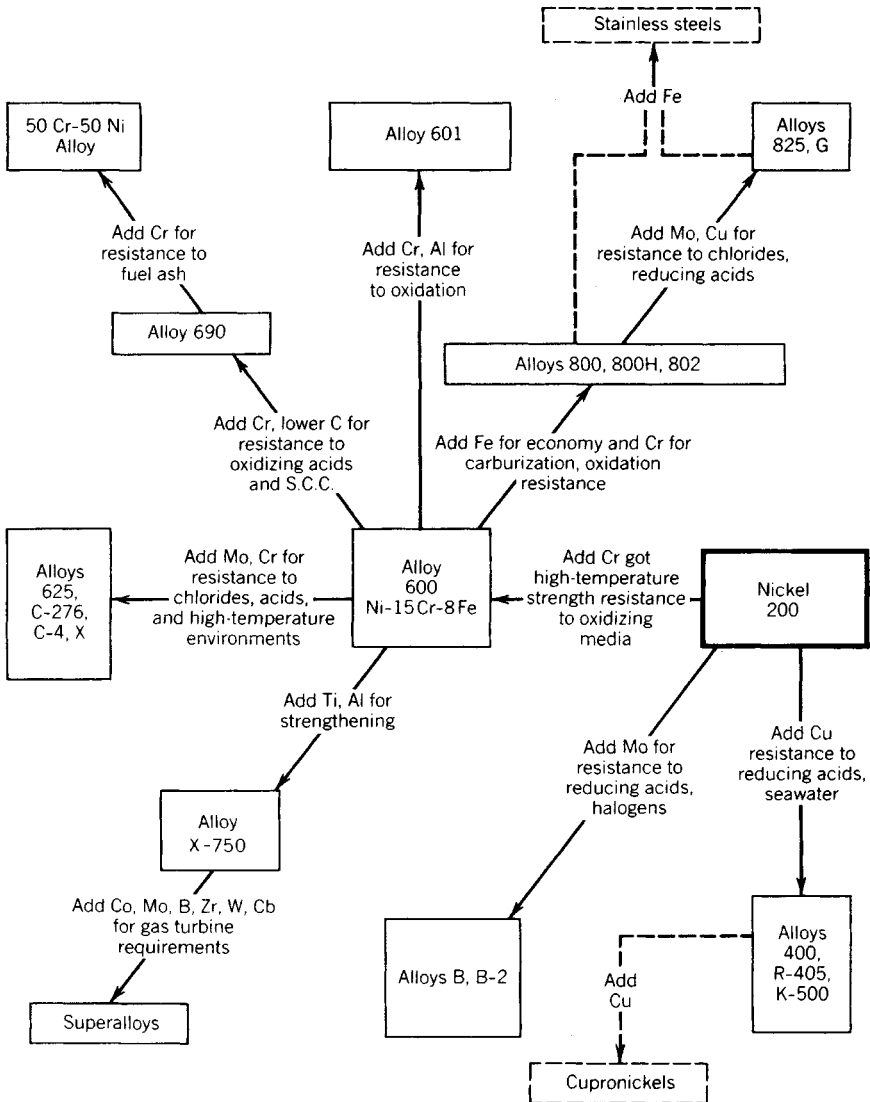 Stainless steels
Add Fe
50 Cr-50 Ni
Alloy
Alloy 601
Alloys
825, G
Add Cr for
resistance to
fuel ash
Add Cr, Al for
resistance
to oxidation
Add Mo, Cu for
resistance to chlorides,
reducing acids
Alloy 690
Alloys 800, 800H, 802
Add Cr, lower C for
resistance to
oxidizing acids
and S.C.C.
Add Fe for economy and Cr for
carburization, oxidation
resistance
Alloys
625,
C-276,
C-4, X
Add Mo, Cr for
resistance to
chlorides, acids,
and high-temperature
environments
Alloy
600
Ni-15Cr-8Fe
Add Cr got
high-temperature
strength resistance
to oxidizing
media
Nickel
200
Add Ti, Al for
strengthening
Add Mo for
resistance to
reducing acids,
halogens
Add Cu
resistance to
reducing acids,
seawater
Alloy
X-750
Add Co, Mo, B, Zr, W, Cb
for gas turbine
requirements
Alloys B, B-2
Alloys
400,
R-405,
K-500
Add
Cu
Superalloys
Cupronickels